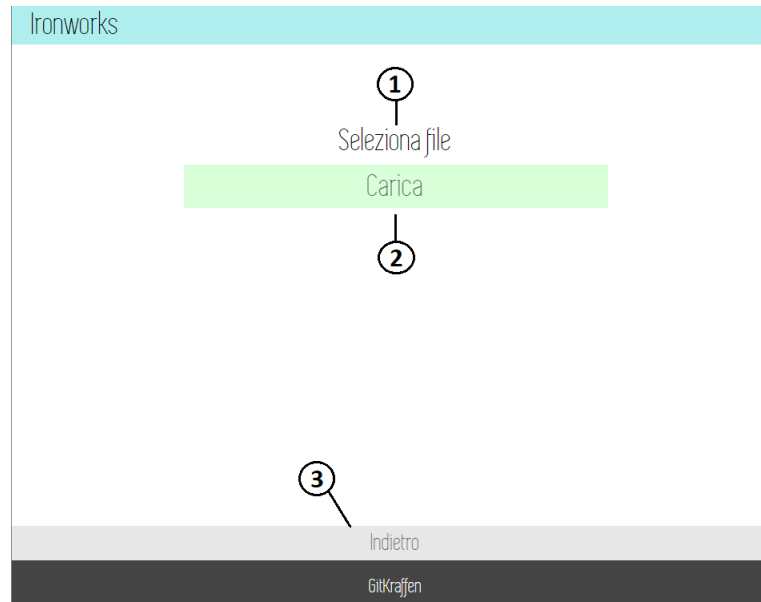 Ironworks
1
Seleziona file
Carica
2
3
Indietro
GitKraffen